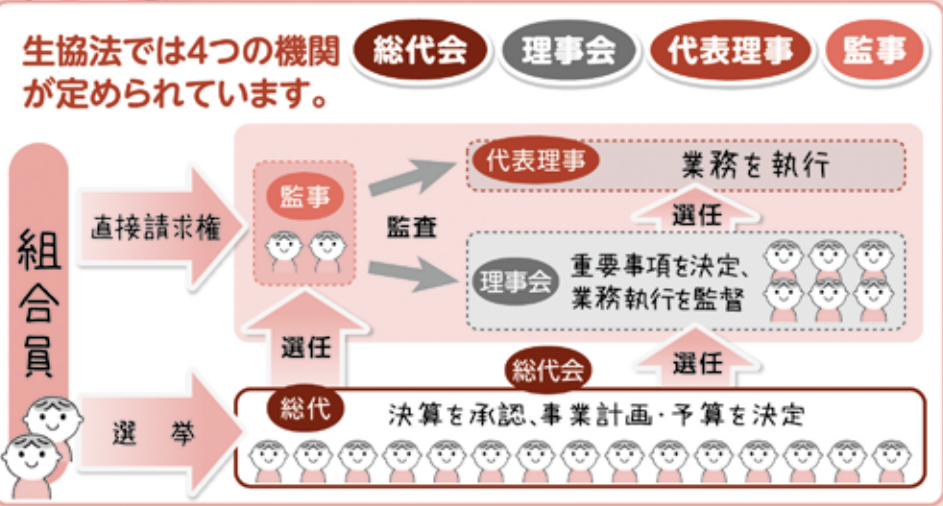 生協法では4つの機関
が定められています。
総代会 理事会 代表理事 監事
組合員
直接請求権
監事
監査
代表理事 業務を執行
選任
理事会 重要事項を決定、
業務執行を監督
選任
選任
総代会
選挙
総代 決算を承認、事業計画・予算を決定